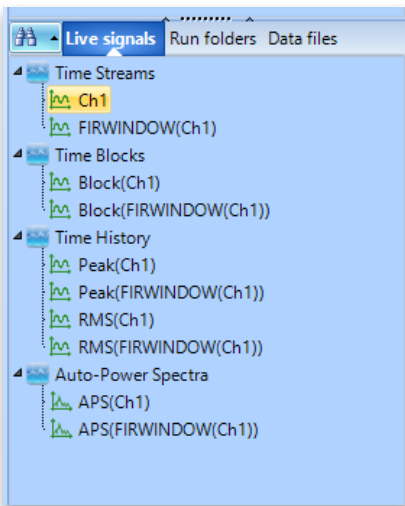 Live signals Run folders Data files
Time Streams
Ch1
FIRWINDOW(Ch1)
Time Blocks
Block(Ch1)
Block(FIRWINDOW(Ch1))
Time History
Peak(Ch1)
Peak(FIRWINDOW(Ch1))
RMS(Ch1)
RMS(FIRWINDOW(Ch1))
Auto-Power Spectra
APS(Ch1)
APS(FIRWINDOW(Ch1))